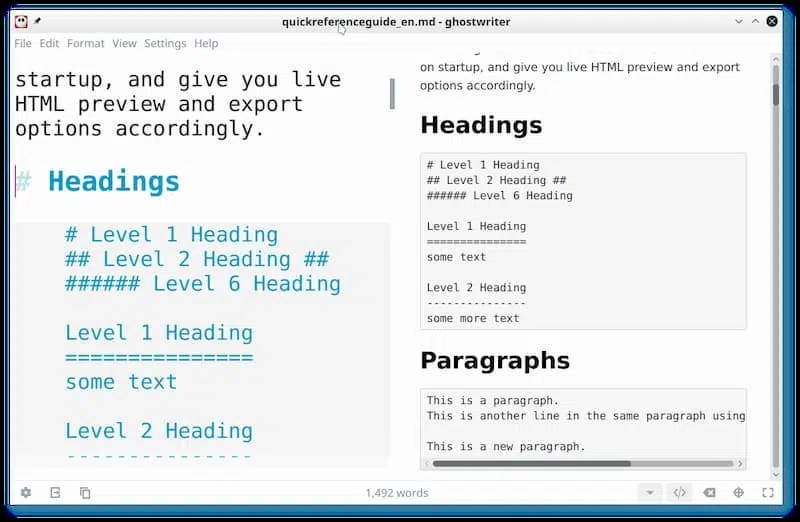 quickreferenceguide_en.md - ghostwriter
File Edit Format View Settings Help
startup, and give you live
HTML preview and export
options accordingly.
# Headings
# Level 1 Heading
## Level 2 Heading ##
###### Level 6 Heading
Level 1 Heading
===============
some text
Level 2 Heading
---------------
on startup, and give you live HTML preview and export
options accordingly.
Headings
# Level 1 Heading
## Level 2 Heading ##
###### Level 6 Heading
Level 1 Heading
===============
some text
Level 2 Heading
---------------
some more text
Paragraphs
This is a paragraph.
This is another line in the same paragraph using
This is a new paragraph.
1,492 words